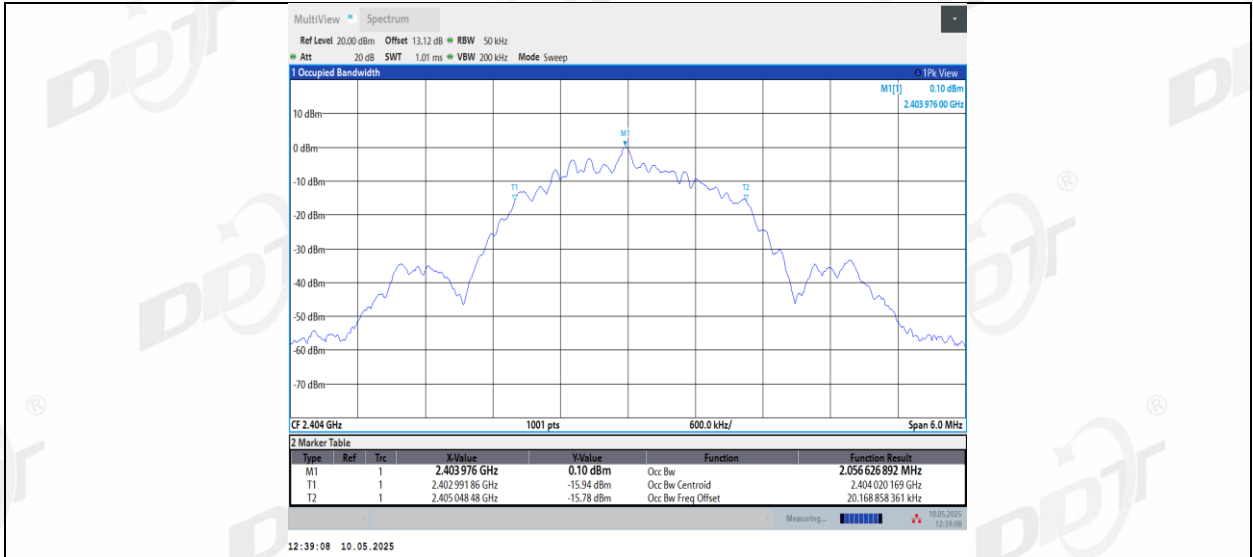 MultiView Spectrum
Ref Level 20.00 dBm Offset 13.12 dB RBW 50 kHz
Att 20 dB SWT 1.01 ms VBW 200 kHz Mode Sweep
1 Occupied Bandwidth 1Pk View
M1[1] 0.10 dBm
2.403 976 00 GHz
10 dBm
M1
0 dBm
-10 dBm
T1 T2
-20 dBm
-30 dBm
-40 dBm
-50 dBm
-60 dBm
-70 dBm
CF 2.404 GHz 1001 pts 600.0 kHz/ Span 6.0 MHz
2 Marker Table
Type Ref Trc X-Value Y-Value Function Function Result
M1 1 2.403 976 GHz 0.10 dBm Occ Bw 2.056 626 892 MHz
T1 1 2.402 991 86 GHz -15.94 dBm Occ Bw Centroid 2.404 020 169 GHz
T2 1 2.405 048 48 GHz -15.78 dBm Occ Bw Freq Offset 20.168 858 361 kHz
Measuring... 10.05.2025
12:39:08
12:39:08 10.05.2025
DDT
®